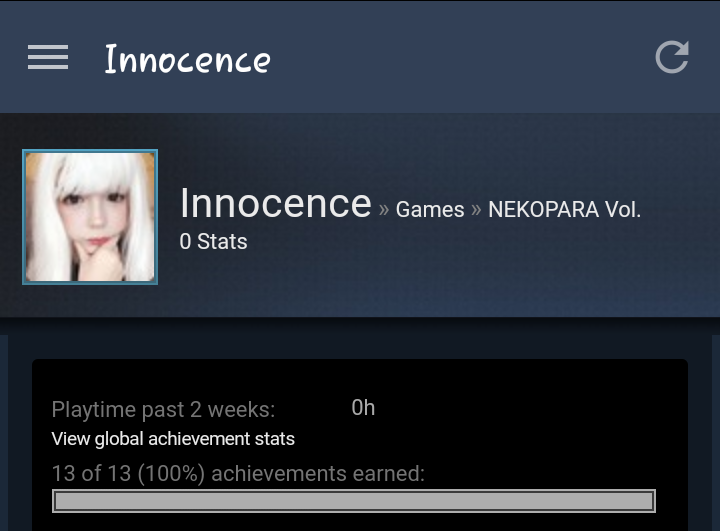 Innocence
Innocence » Games » NEKOPARA Vol.
0 Stats
Playtime past 2 weeks: 0h
View global achievement stats
13 of 13 (100%) achievements earned: